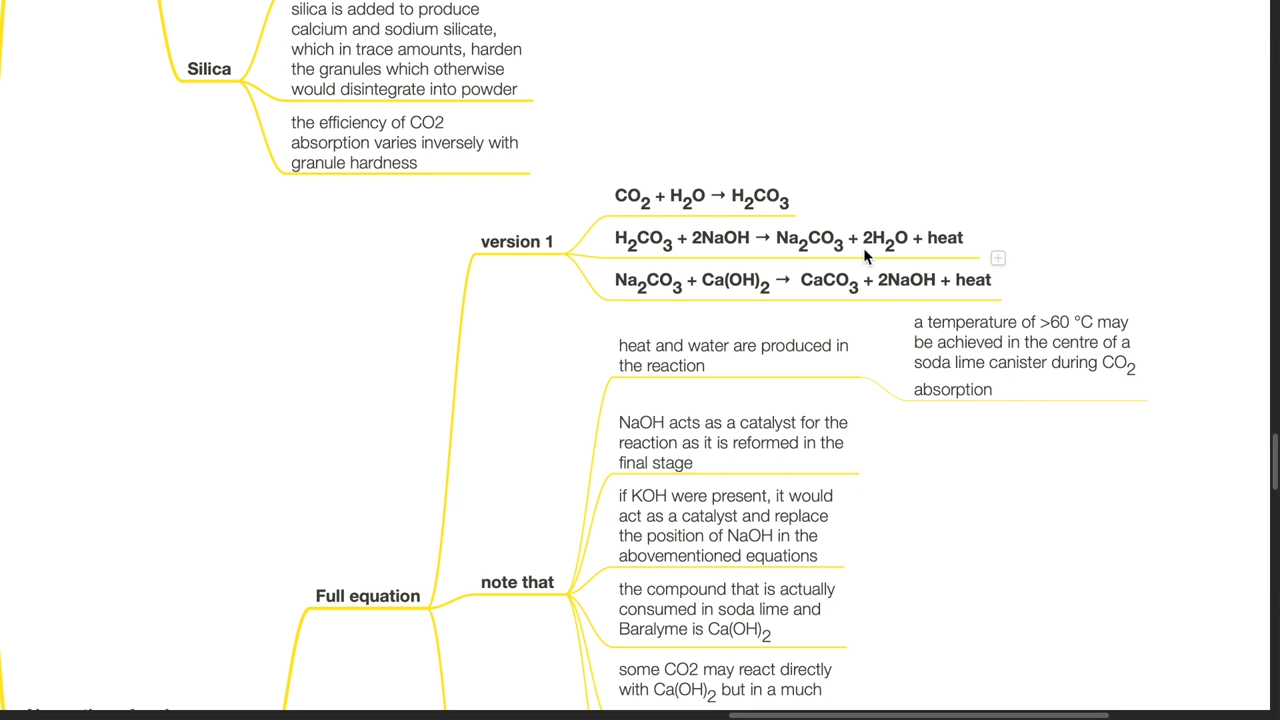 silica is added to produce
calcium and sodium silicate,
which in trace amounts, harden
the granules which otherwise
would disintegrate into powder
Silica
the efficiency of CO2
absorption varies inversely with
granule hardness
version 1
CO₂ + H₂O → H₂CO₃
H₂CO₃ + 2NaOH → Na₂CO₃ + 2H₂O + heat
Na₂CO₃ + Ca(OH)₂ → CaCO₃ + 2NaOH + heat
heat and water are produced in
the reaction
a temperature of >60 °C may
be achieved in the centre of a
soda lime canister during CO₂
absorption
NaOH acts as a catalyst for the
reaction as it is reformed in the
final stage
if KOH were present, it would
act as a catalyst and replace
the position of NaOH in the
abovementioned equations
note that
Full equation
the compound that is actually
consumed in soda lime and
Baralyme is Ca(OH)₂
some CO2 may react directly
with Ca(OH)₂ but in a much